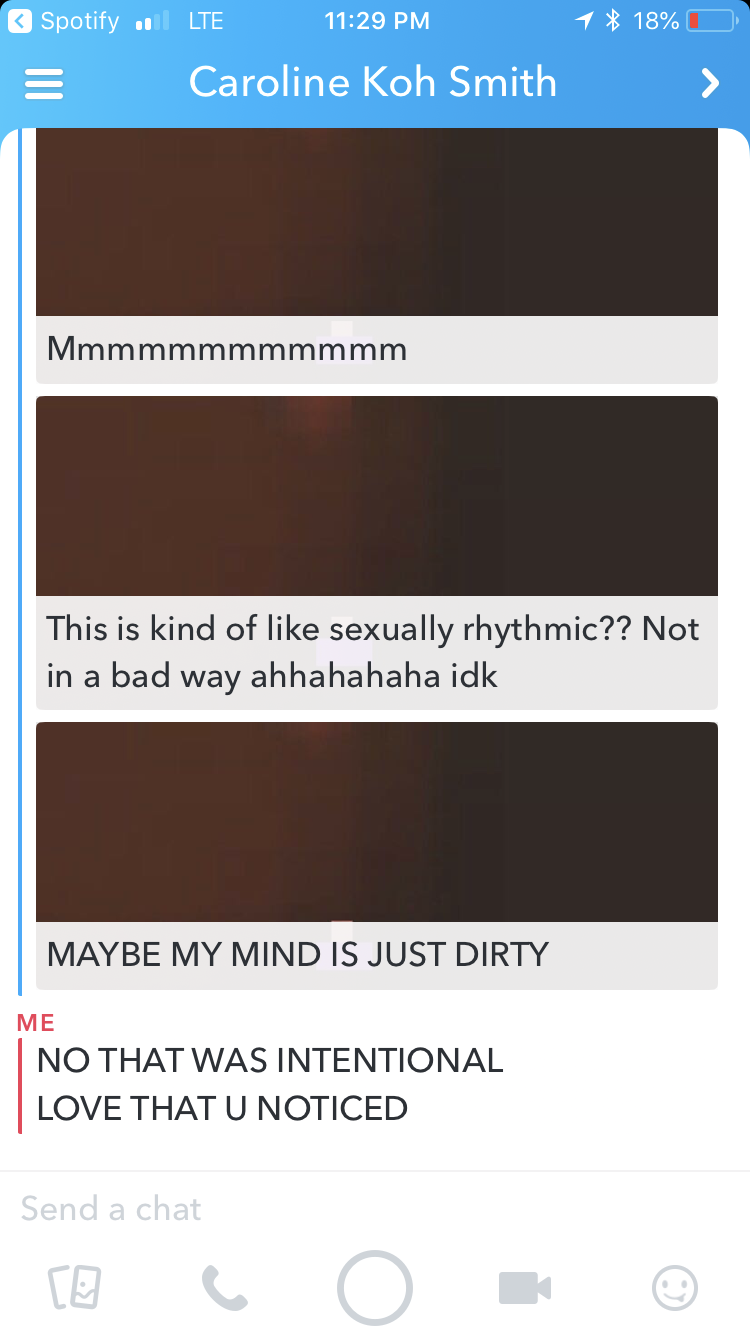 Spotify LTE 11:29 PM 18%
Caroline Koh Smith
Mmmmmmmmmmmm
This is kind of like sexually rhythmic?? Not
in a bad way ahhahahaha idk
MAYBE MY MIND IS JUST DIRTY
ME
NO THAT WAS INTENTIONAL
LOVE THAT U NOTICED
Send a chat